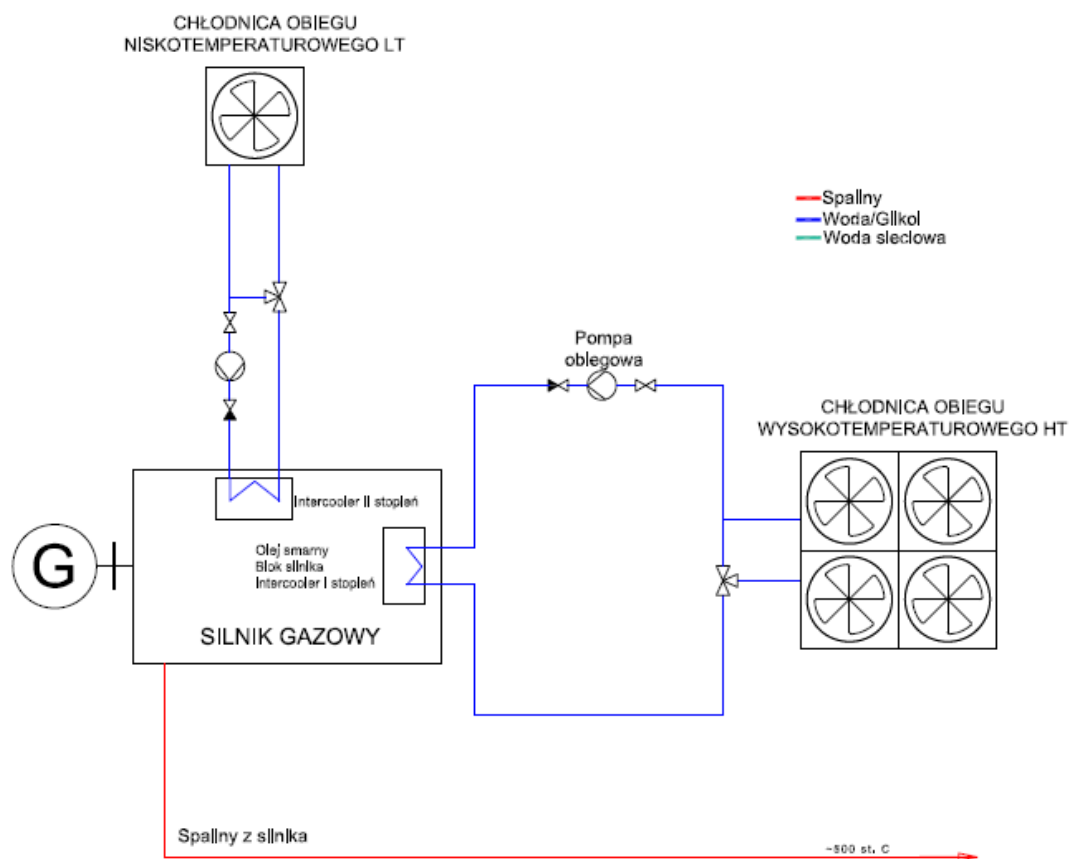 CHŁODNICA OBIEGU
NISKOTEMPERATUROWEGO LT
Spaliny
Woda/Glikol
Woda sieciowa
Pompa
obiegowa
CHŁODNICA OBIEGU
WYSOKOTEMPERATUROWEGO HT
Intercooler II stopień
G
Olej smarny
Blok silnika
Intercooler I stopień
SILNIK GAZOWY
Spaliny z silnika
~500 st. C